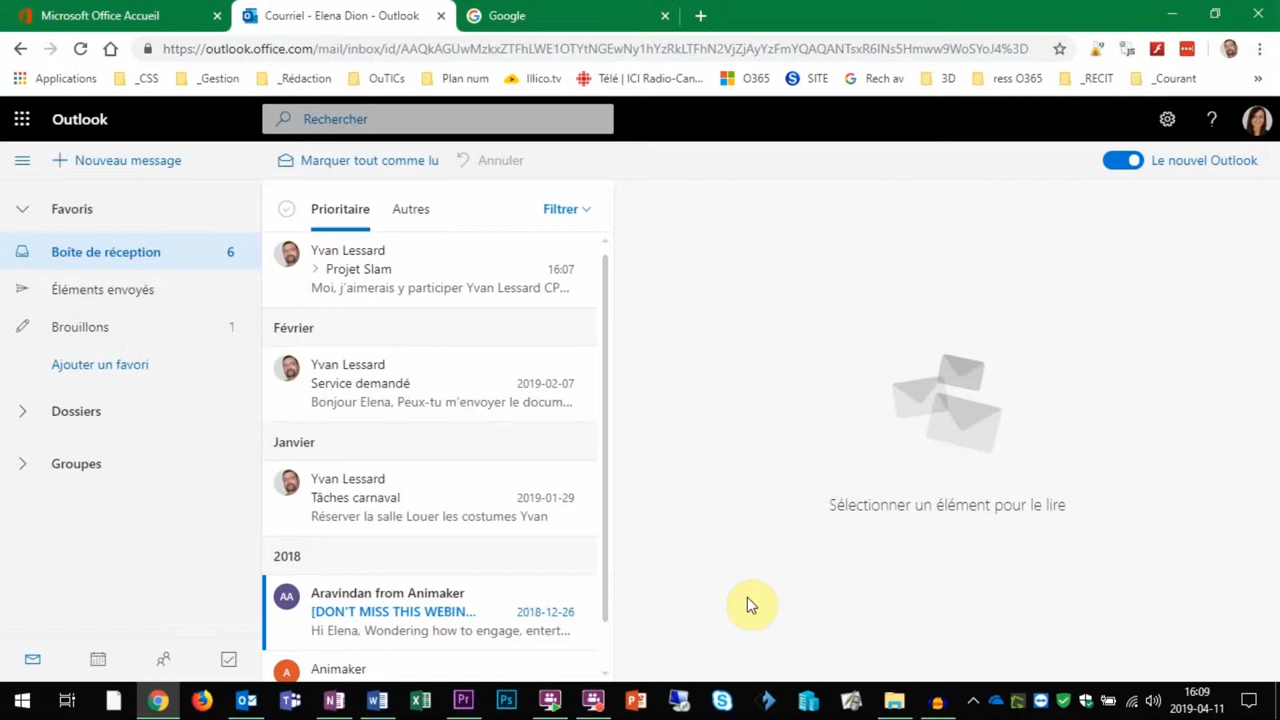 Microsoft Office Accueil
Courriel - Elena Dion - Outlook
Google
https://outlook.office.com/mail/inbox/id/AAQkAGUwMzkxZTFhLWE1OTYtNGEwNy1hYzRkLTFhN2VjZjAyYzFmYQAQANTsxR6INs5Hmww9WoSYoJ4%3D
Applications
_CSS
_Gestion
_Rédaction
OuTICs
Plan num
Illico.tv
Télé | ICI Radio-Can...
O365
SITE
Rech av
3D
ress O365
_RECIT
_Courant
»
Outlook
Rechercher
?
Nouveau message
Marquer tout comme lu
Annuler
Le nouvel Outlook
Favoris
Boîte de réception 6
Éléments envoyés
Brouillons 1
Ajouter un favori
Dossiers
Groupes
Prioritaire
Autres
Filtrer
Yvan Lessard
Projet Slam 16:07
Moi, j'aimerais y participer Yvan Lessard CP...
Février
Yvan Lessard
Service demandé 2019-02-07
Bonjour Elena, Peux-tu m'envoyer le docum...
Janvier
Yvan Lessard
Tâches carnaval 2019-01-29
Réserver la salle Louer les costumes Yvan
2018
AA
Aravindan from Animaker
[DON'T MISS THIS WEBIN... 2018-12-26
Hi Elena, Wondering how to engage, entert...
A
Animaker
Sélectionner un élément pour le lire
16:09
2019-04-11